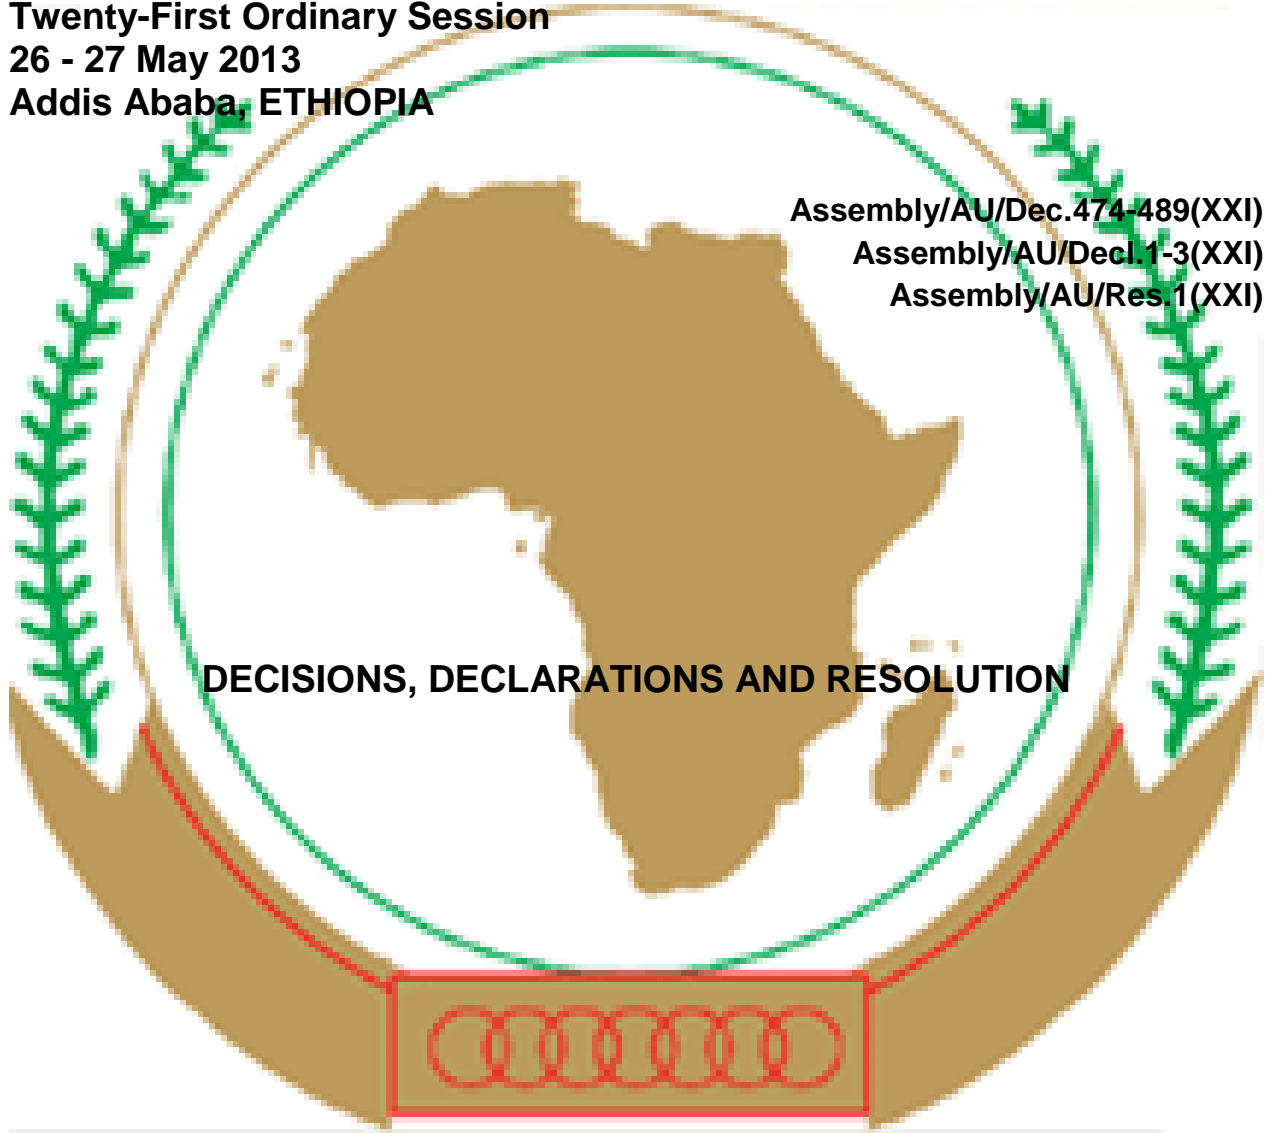 Twenty-First Ordinary Session
26 - 27 May 2013
Addis Ababa, ETHIOPIA
Assembly/AU/Dec.474-489(XXI)
Assembly/AU/Decl.1-3(XXI)
Assembly/AU/Res.1(XXI)
DECISIONS, DECLARATIONS AND RESOLUTION